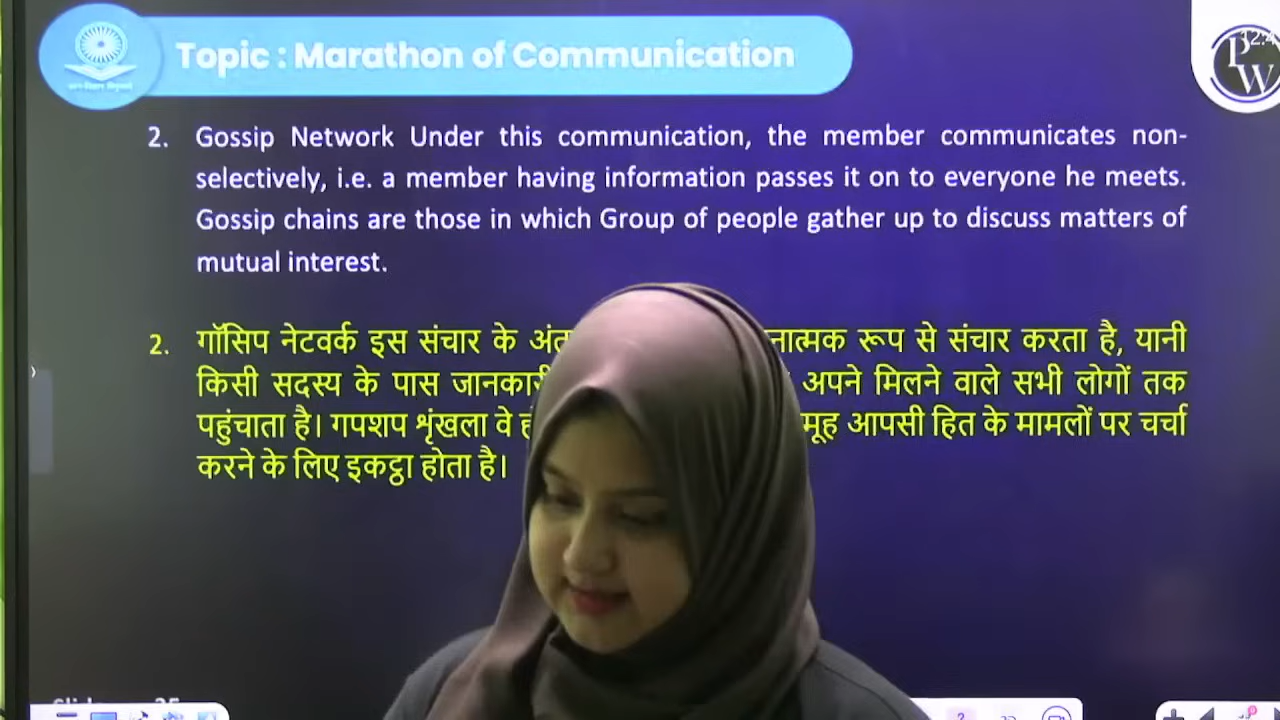 Topic : Marathon of Communication
PW
2. Gossip Network Under this communication, the member communicates non-
selectively, i.e. a member having information passes it on to everyone he meets.
Gossip chains are those in which Group of people gather up to discuss matters of
mutual interest.
2. गॉसिप नेटवर्क इस संचार के रूप से संचार करता है, यानी
किसी सदस्य के पास जानकारी अपने मिलने वाले सभी लोगों तक
पहुंचाता है। गपशप शृंखला वे आपसी हित के मामलों पर चर्चा
करने के लिए इकट्ठा होता है।